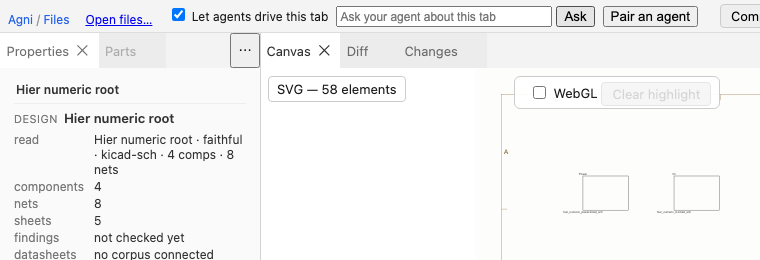 Agni / Files Open files... Let agents drive this tab Ask your agent about this tab Ask Pair an agent Com
Properties Parts ... Canvas Diff Changes
Hier numeric root
DESIGN Hier numeric root
read Hier numeric root · faithful
· kicad-sch · 4 comps · 8
nets
components 4
nets 8
sheets 5
findings not checked yet
datasheets no corpus connected
SVG — 58 elements
WebGL Clear highlight
A